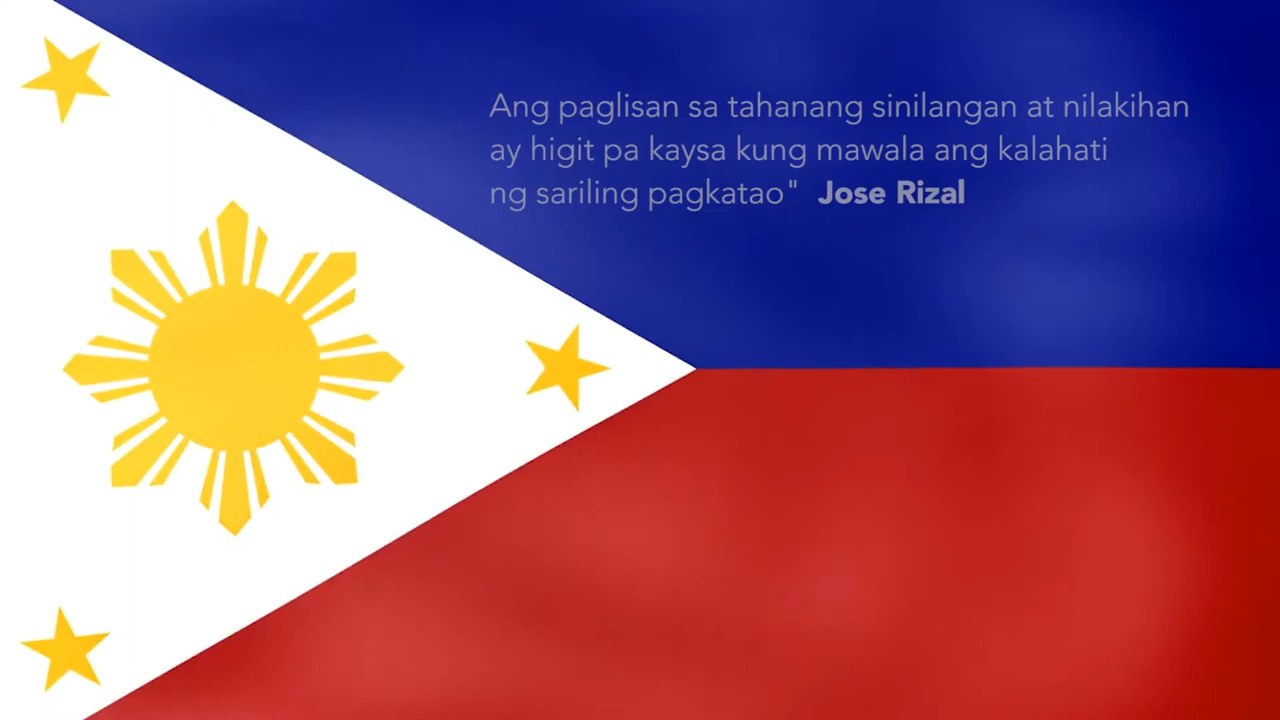 Ang paglisan sa tahanang sinilangan at nilakihan
ay higit pa kaysa kung mawala ang kalahati
ng sariling pagkatao" Jose Rizal